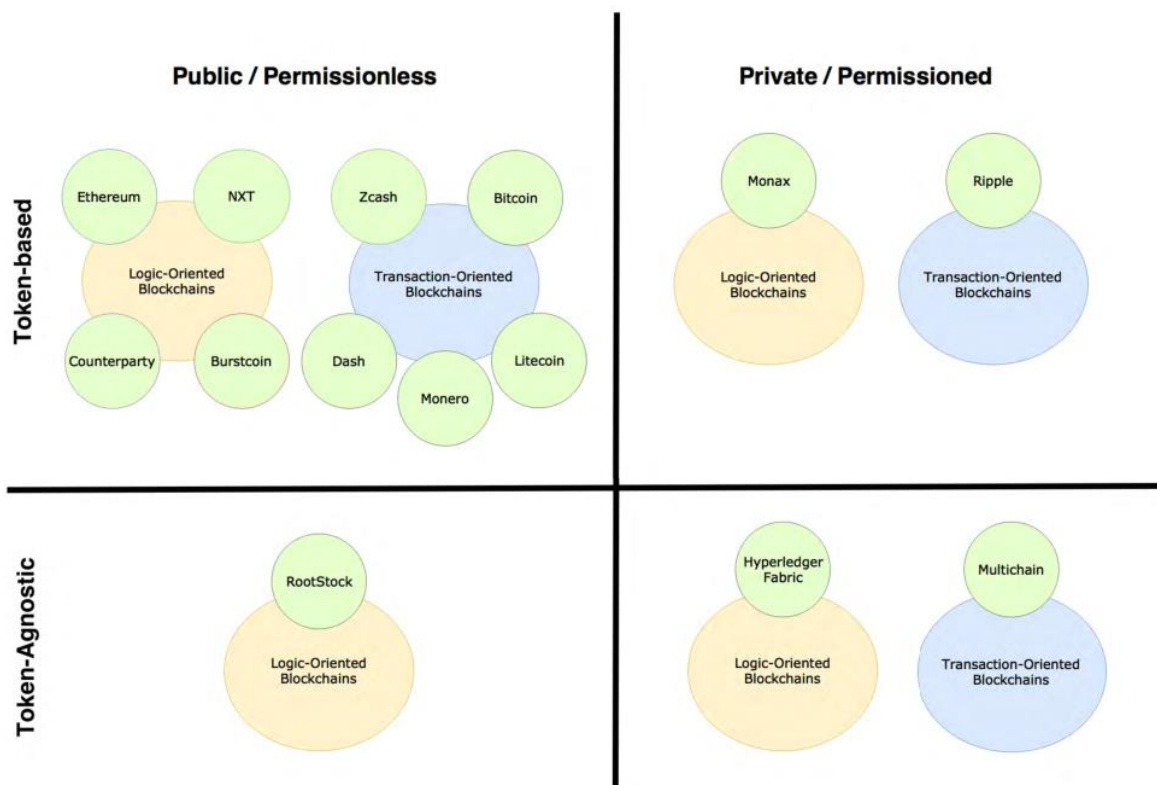 Public / Permissionless
Private / Permissioned
Token-based
Ethereum
NXT
Logic-Oriented
Blockchains
Counterparty
Burstcoin
Zcash
Bitcoin
Transaction-Oriented
Blockchains
Dash
Monero
Litecoin
Monax
Logic-Oriented
Blockchains
Ripple
Transaction-Oriented
Blockchains
Token-Agnostic
RootStock
Logic-Oriented
Blockchains
Hyperledger
Fabric
Logic-Oriented
Blockchains
Multichain
Transaction-Oriented
Blockchains